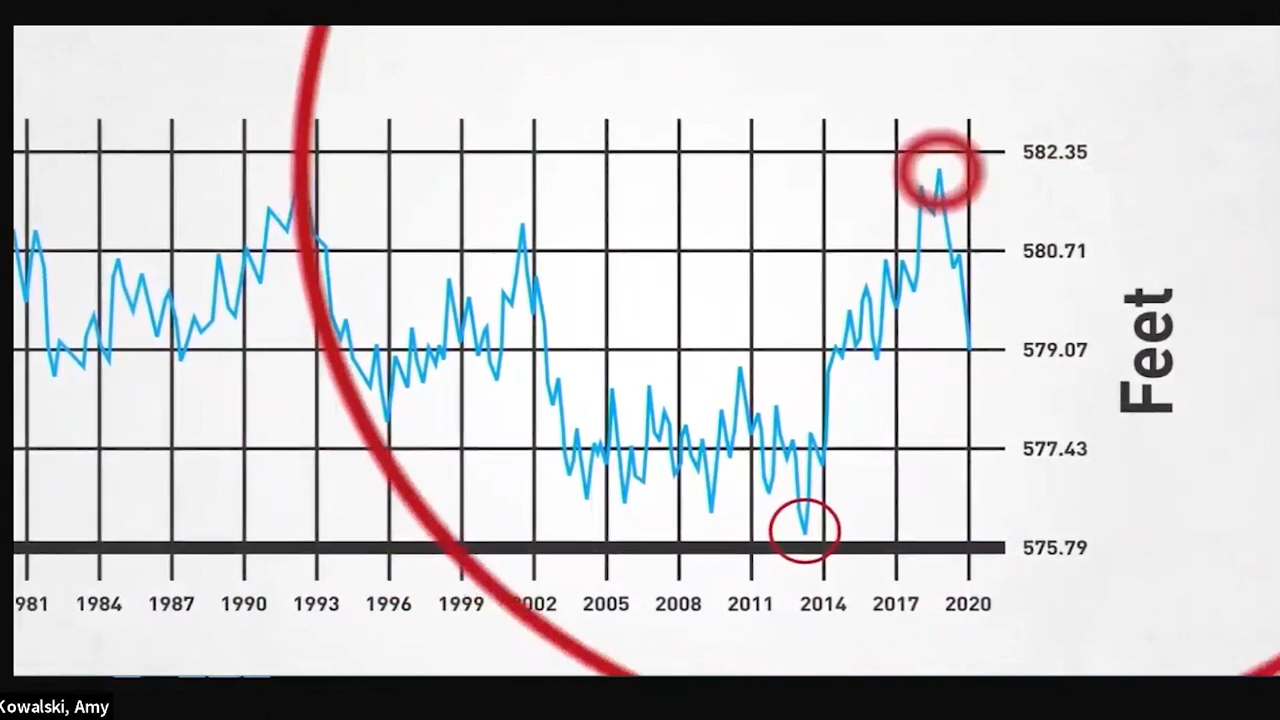 582.35
580.71
579.07
577.43
575.79
Feet
981 1984 1987 1990 1993 1996 1999 2002 2005 2008 2011 2014 2017 2020
Kowalski, Amy